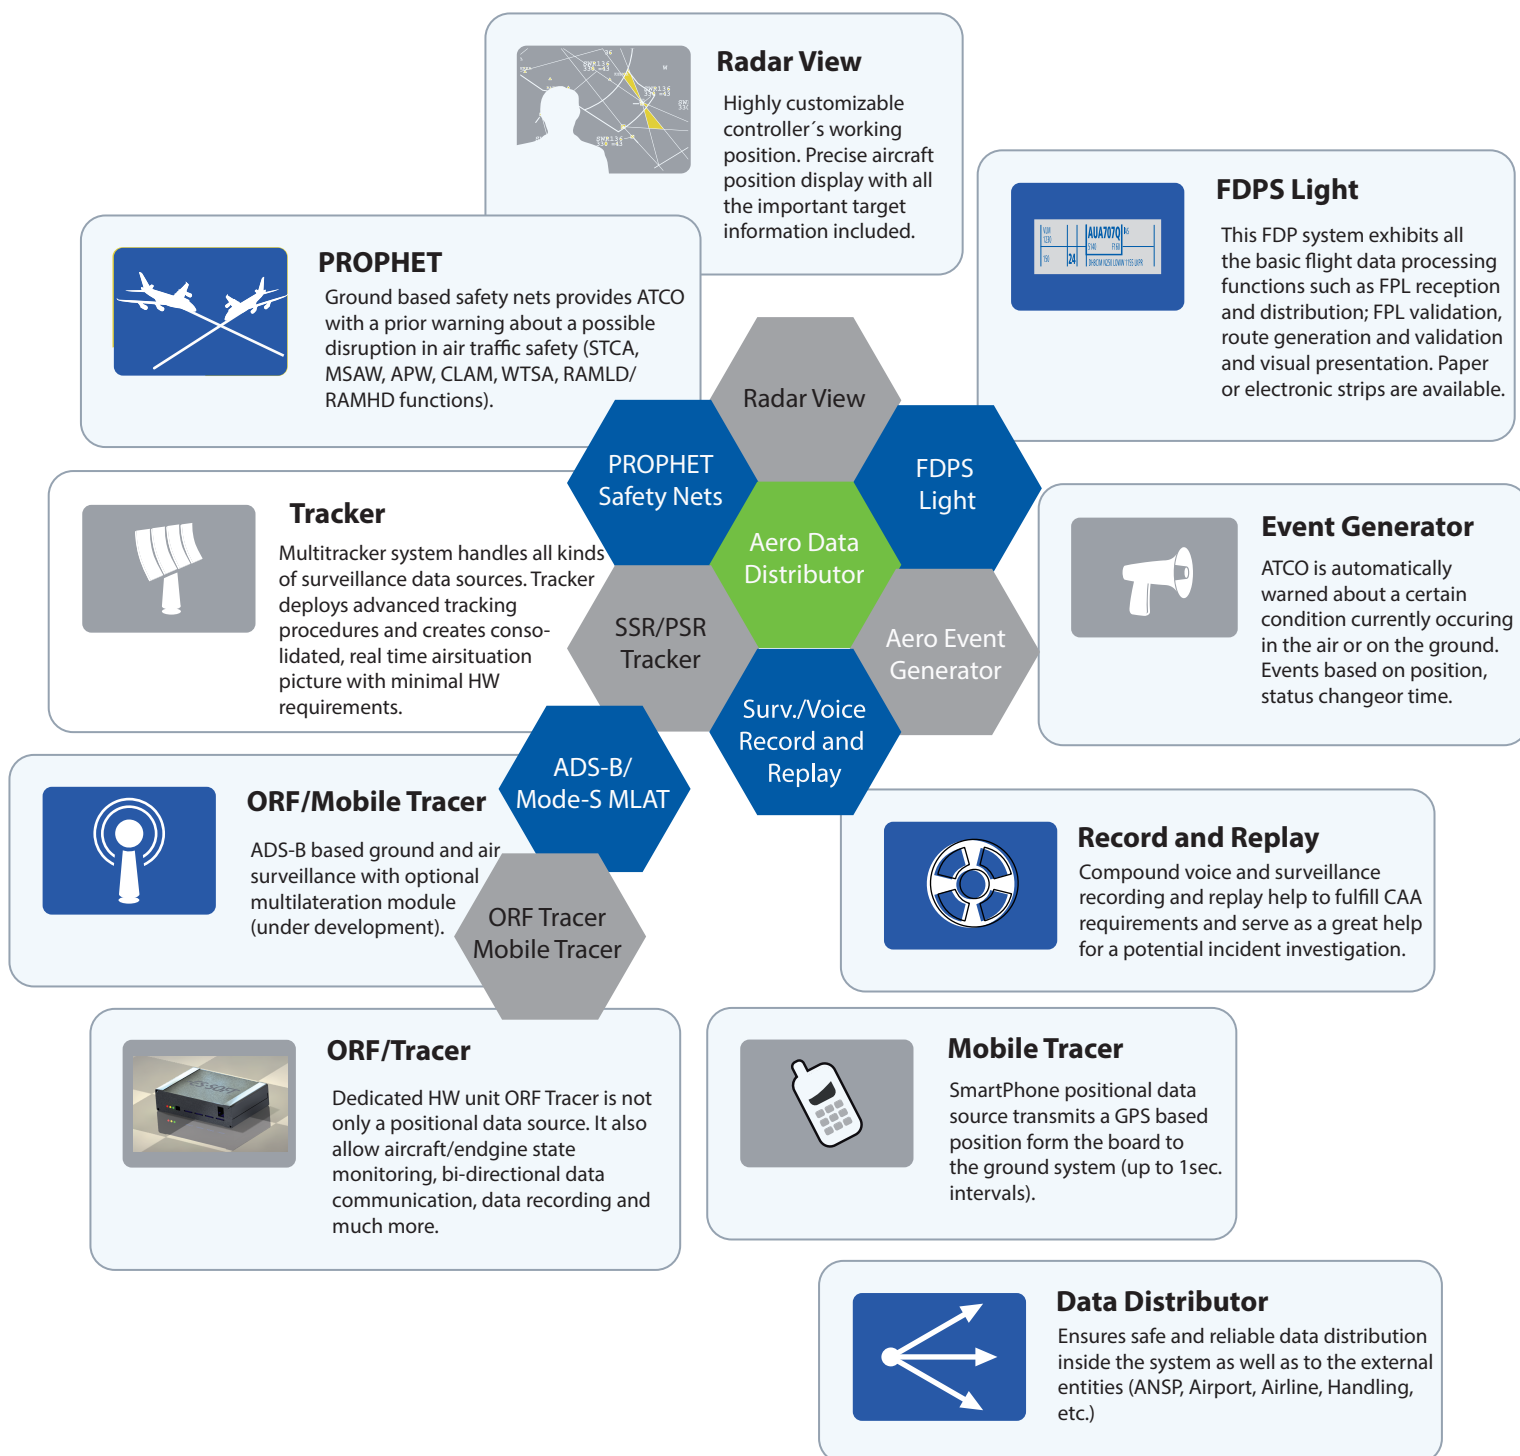 Radar View
Highly customizable
controller´s working
position. Precise aircraft
position display with all
the important target
information included.
FDPS Light
This FDP system exhibits all
the basic flight data processing
functions such as FPL reception
and distribution; FPL validation,
route generation and validation
and visual presentation. Paper
or electronic strips are available.
AUA707Q
24
PROPHET
Ground based safety nets provides ATCO
with a prior warning about a possible
disruption in air traffic safety (STCA,
MSAW, APW, CLAM, WTSA, RAMLD/
RAMHD functions).
Radar View
PROPHET
Safety Nets
FDPS
Light
Aero Data
Distributor
SSR/PSR
Tracker
Aero Event
Generator
Surv./Voice
Record and
Replay
ADS-B/
Mode-S MLAT
ORF Tracer
Mobile Tracer
Tracker
Multitracker system handles all kinds
of surveillance data sources. Tracker
deploys advanced tracking
procedures and creates conso-
lidated, real time airsituation
picture with minimal HW
requirements.
Event Generator
ATCO is automatically
warned about a certain
condition currently occuring
in the air or on the ground.
Events based on position,
status changeor time.
ORF/Mobile Tracer
ADS-B based ground and air
surveillance with optional
multilateration module
(under development).
Record and Replay
Compound voice and surveillance
recording and replay help to fulfill CAA
requirements and serve as a great help
for a potential incident investigation.
ORF/Tracer
Dedicated HW unit ORF Tracer is not
only a positional data source. It also
allow aircraft/endgine state
monitoring, bi-directional data
communication, data recording and
much more.
Mobile Tracer
SmartPhone positional data
source transmits a GPS based
position form the board to
the ground system (up to 1sec.
intervals).
Data Distributor
Ensures safe and reliable data distribution
inside the system as well as to the external
entities (ANSP, Airport, Airline, Handling,
etc.)